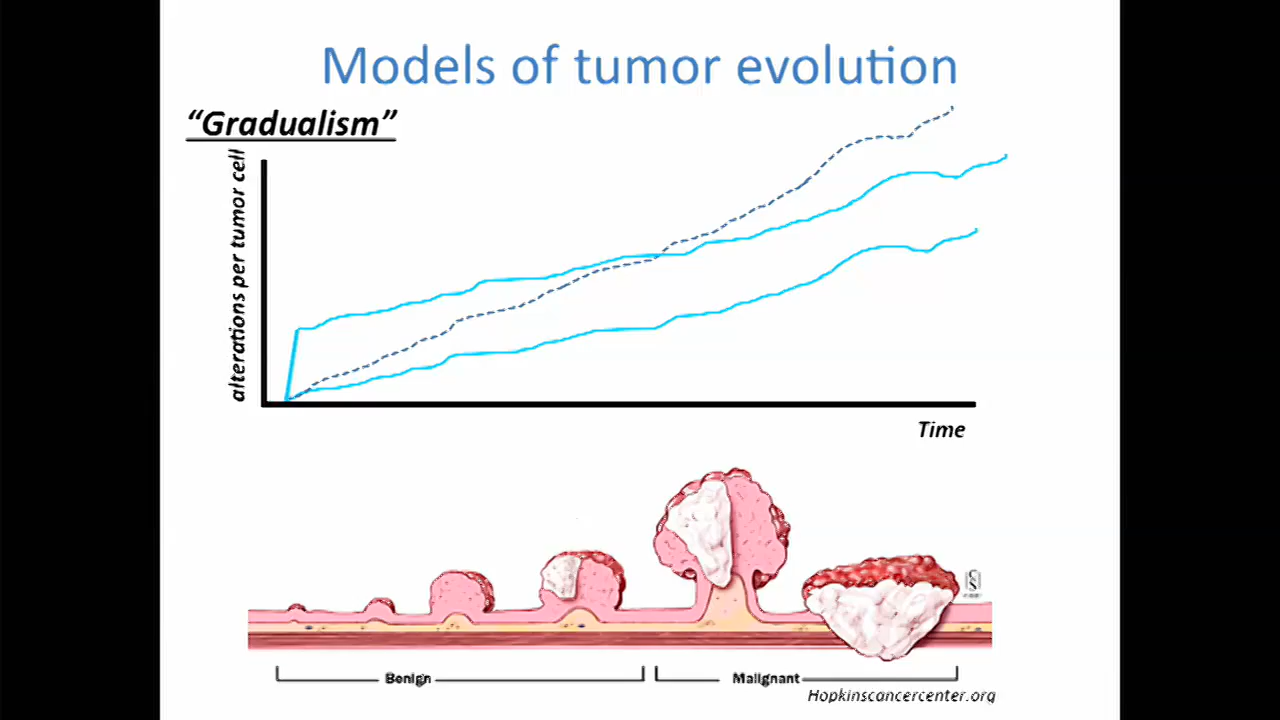 Models of tumor evolution
“Gradualism”
alterations per tumor cell
Time
Benign
Malignant
Hopkinscancercenter.org